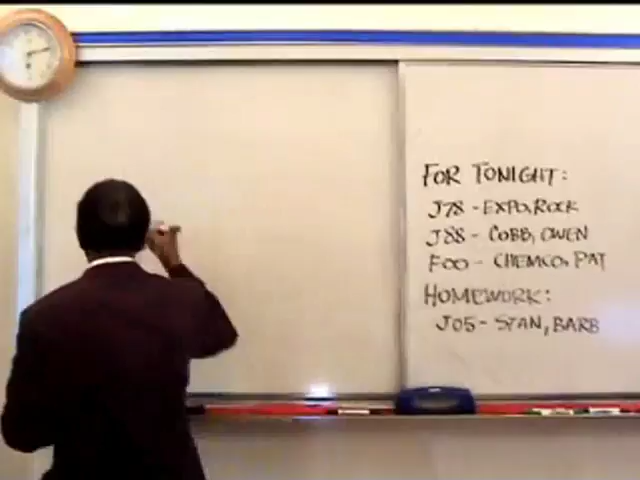 FOR TONIGHT:
J78 - EXPO, ROCK
J88 - COBB, OWEN
F00 - CHEMCO, PAT
HOMEWORK:
J05 - STAN, BARB